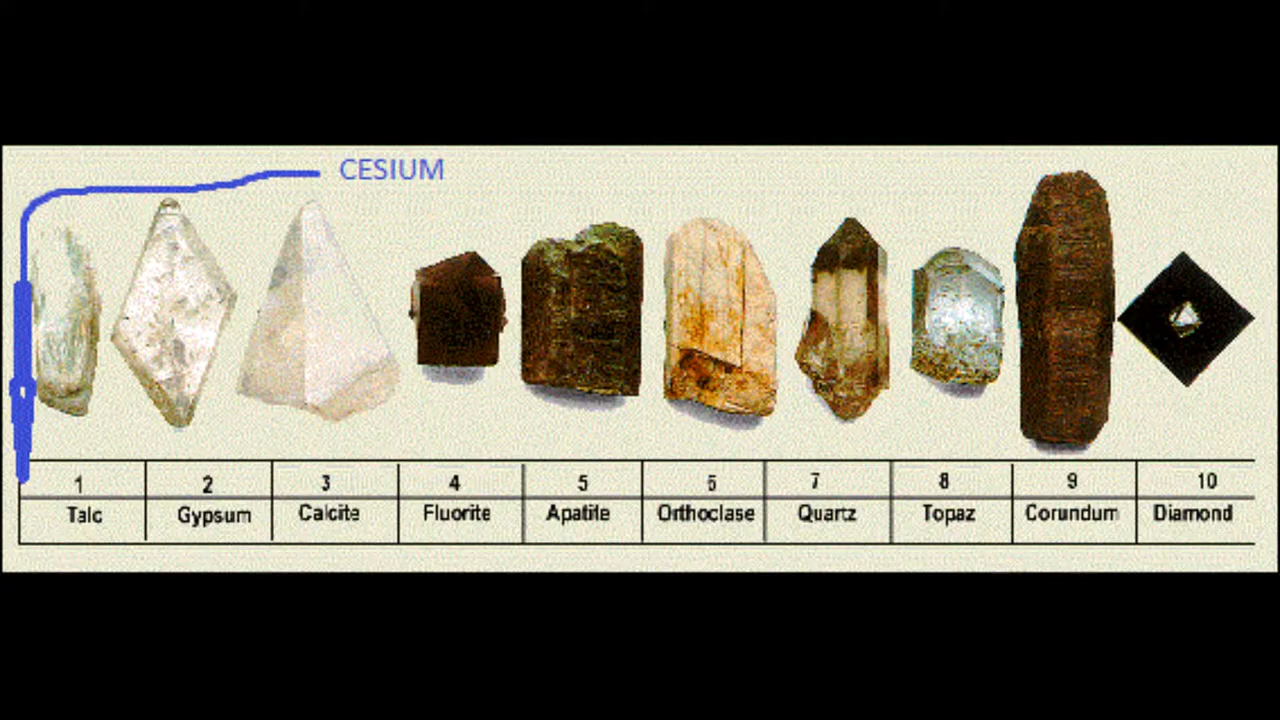 CESIUM
1 2 3 4 5 6 7 8 9 10
Talc Gypsum Calcite Fluorite Apatite Orthoclase Quartz Topaz Corundum Diamond